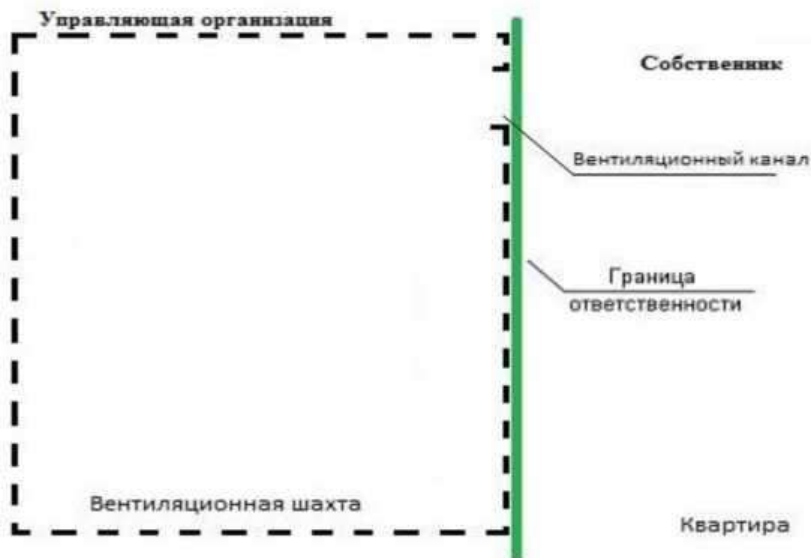 Управляющая организация
Собственник
Вентиляционный канал
Граница
ответственности
Вентиляционная шахта
Квартира